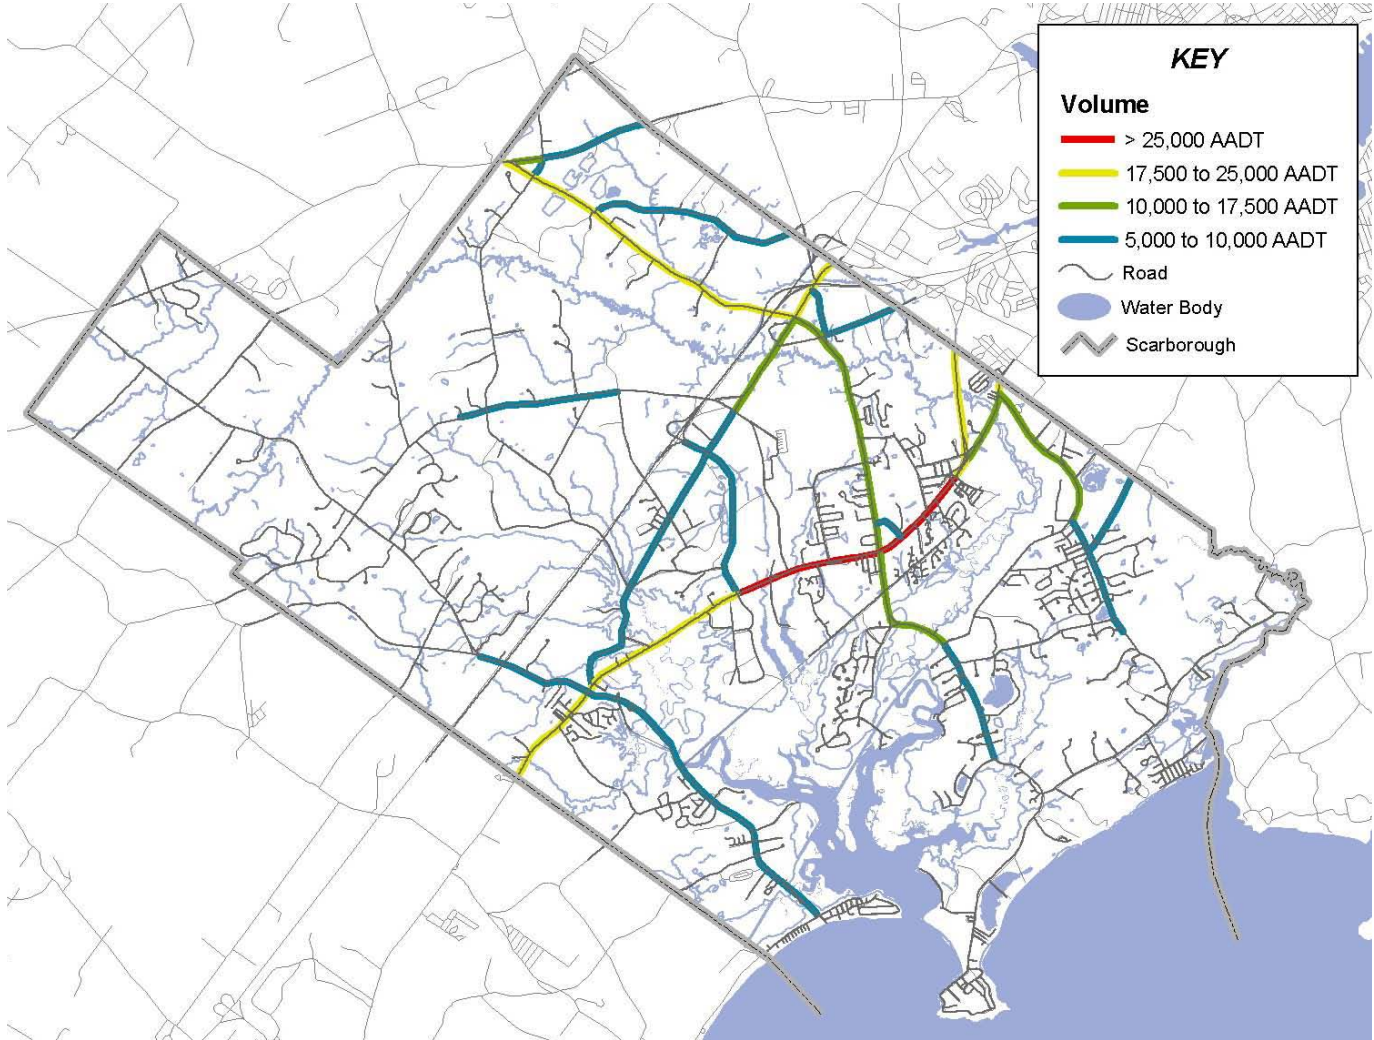 KEY
Volume
> 25,000 AADT
17,500 to 25,000 AADT
10,000 to 17,500 AADT
5,000 to 10,000 AADT
Road
Water Body
Scarborough